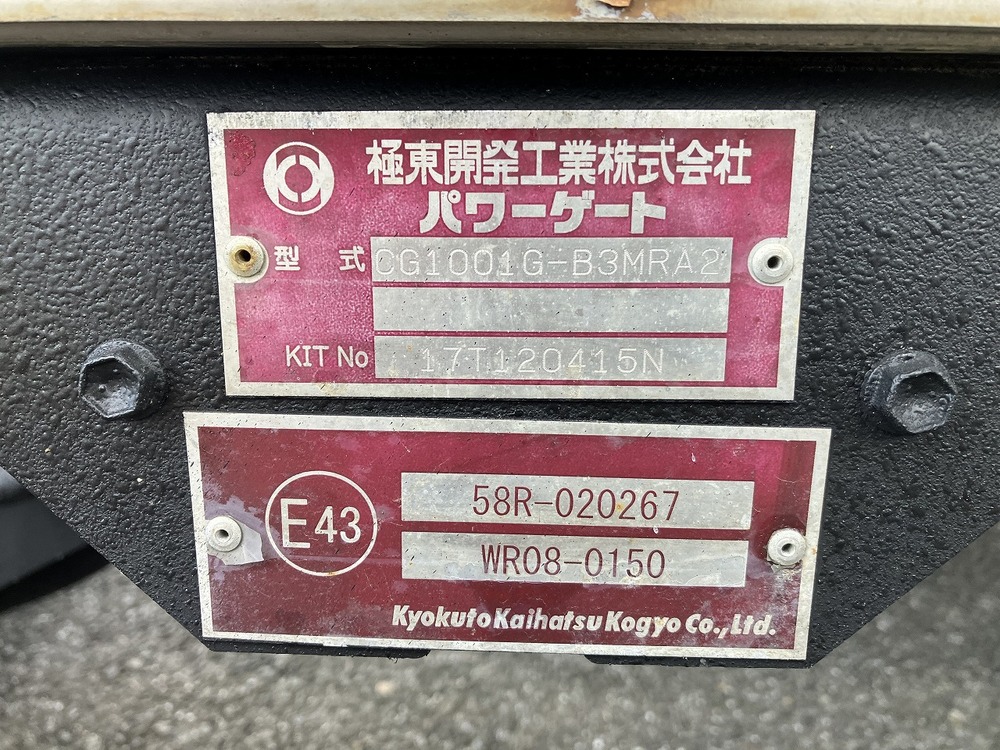 極東開発工業株式会社
パワーゲート
型 式 CG1001G-B3MRA2
KIT No 17T120415N
E43
58R-020267
WR08-0150
Kyokuto Kaihatsu Kogyo Co., Ltd.